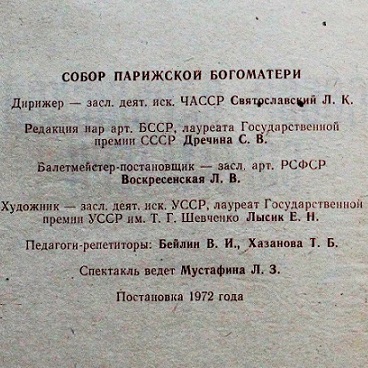 СОБОР ПАРИЖСКОЙ БОГОМАТЕРИ
Дирижер — засл. деят. иск. ЧАССР Святославский Л. К.
Редакция нар арт. БССР, лауреата Государственной
премии СССР Дречина С. В.
Балетмейстер-постановщик — засл. арт. РСФСР
Воскресенская Л. В.
Художник — засл. деят. иск. УССР, лауреат Государственной
премии УССР им. Т. Г. Шевченко Лысик Е. Н.
Педагоги-репетиторы: Бейлин В. И., Хазанова Т. Б.
Спектакль ведет Мустафина Л. З.
Постановка 1972 года